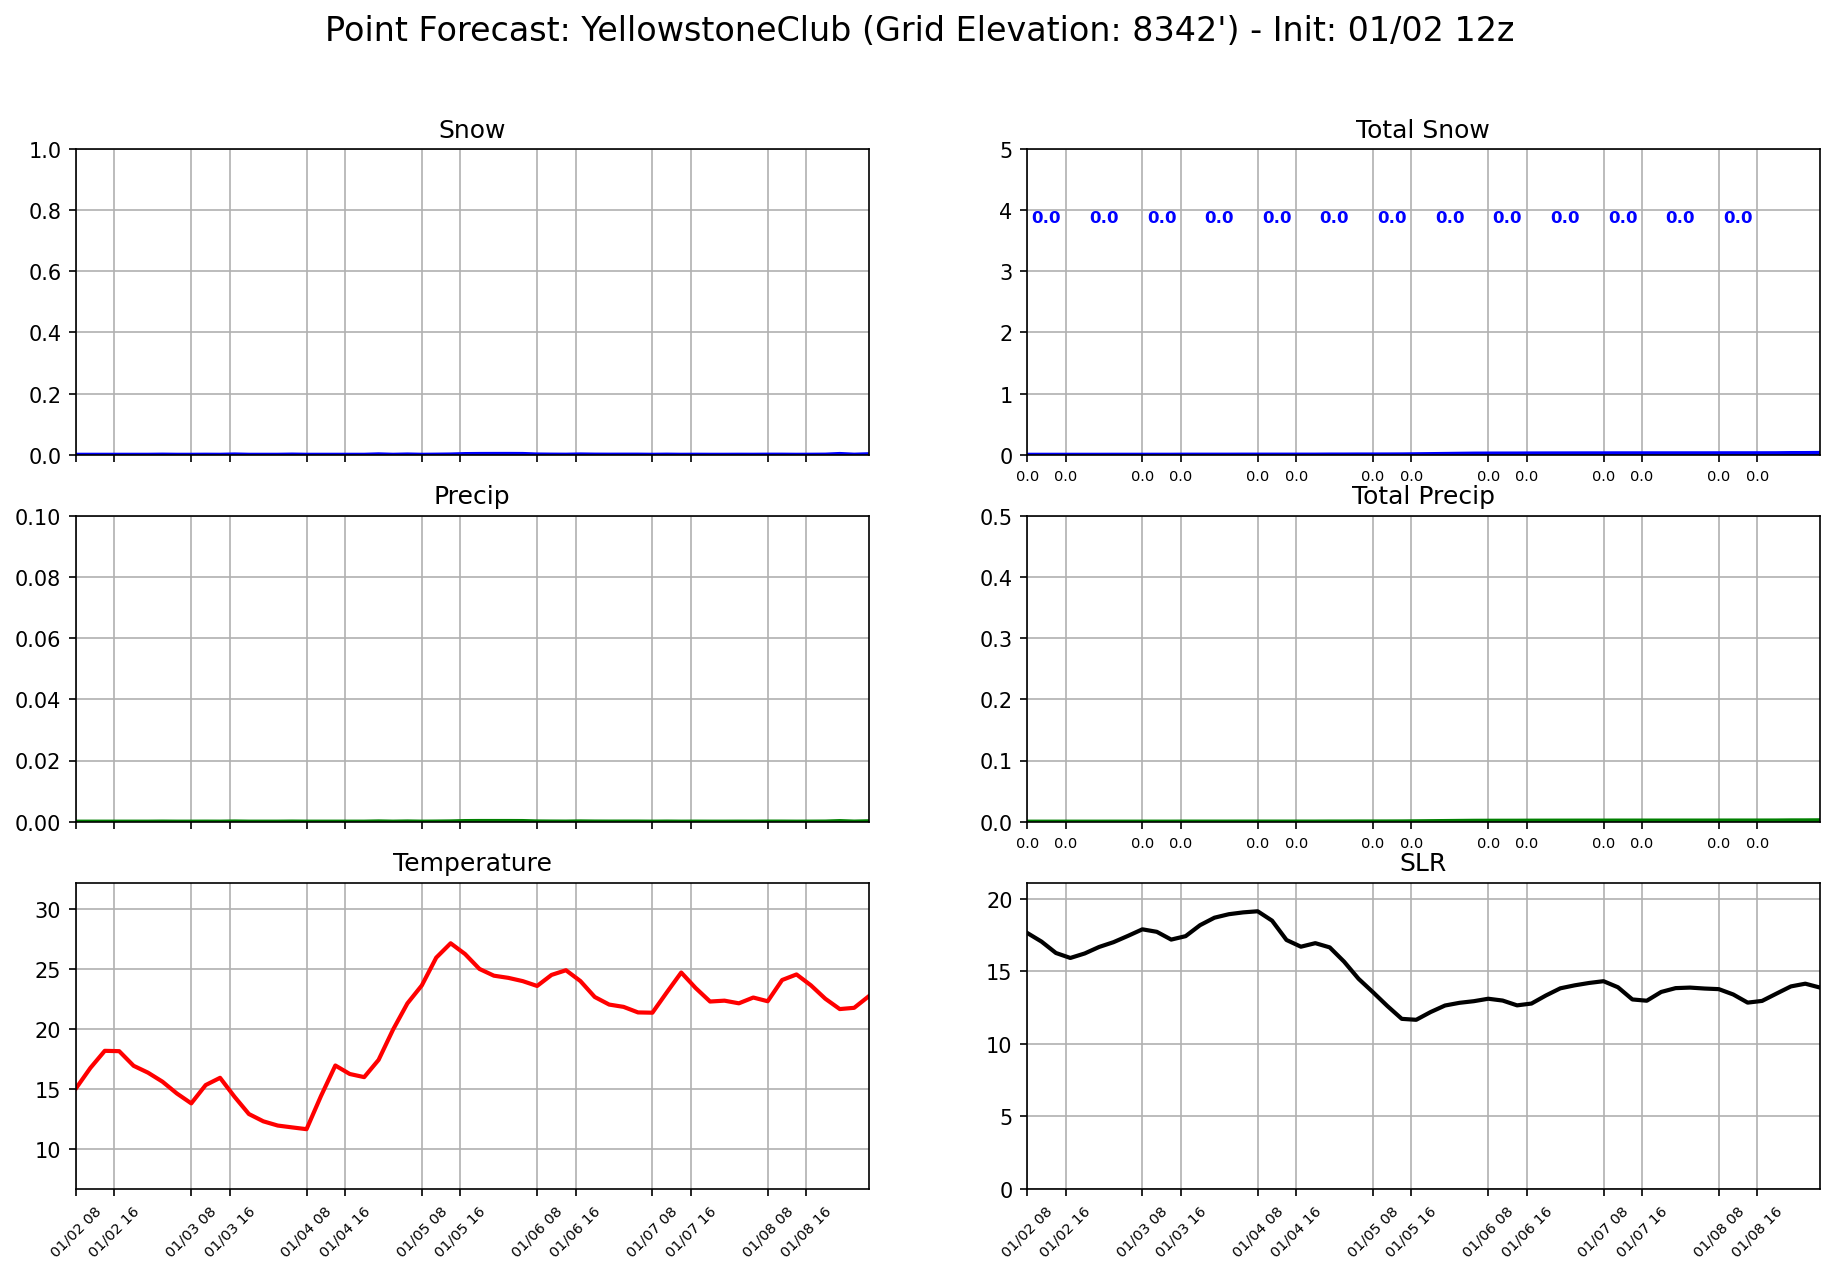 Point Forecast: YellowstoneClub (Grid Elevation: 8342') - Init: 01/02 12z
Snow
1.0
0.8
0.6
0.4
0.2
0.0
Total Snow
5
4
3
2
1
0
0.0 0.0 0.0 0.0 0.0 0.0 0.0 0.0 0.0 0.0 0.0 0.0 0.0
0.0 0.0 0.0 0.0 0.0 0.0 0.0 0.0 0.0 0.0 0.0 0.0 0.0 0.0
Precip
0.10
0.08
0.06
0.04
0.02
0.00
Total Precip
0.5
0.4
0.3
0.2
0.1
0.0
0.0 0.0 0.0 0.0 0.0 0.0 0.0 0.0 0.0 0.0 0.0 0.0 0.0 0.0
Temperature
30
25
20
15
10
01/02 08 01/02 16 01/03 08 01/03 16 01/04 08 01/04 16 01/05 08 01/05 16 01/06 08 01/06 16 01/07 08 01/07 16 01/08 08 01/08 16
SLR
20
15
10
5
0
01/02 08 01/02 16 01/03 08 01/03 16 01/04 08 01/04 16 01/05 08 01/05 16 01/06 08 01/06 16 01/07 08 01/07 16 01/08 08 01/08 16